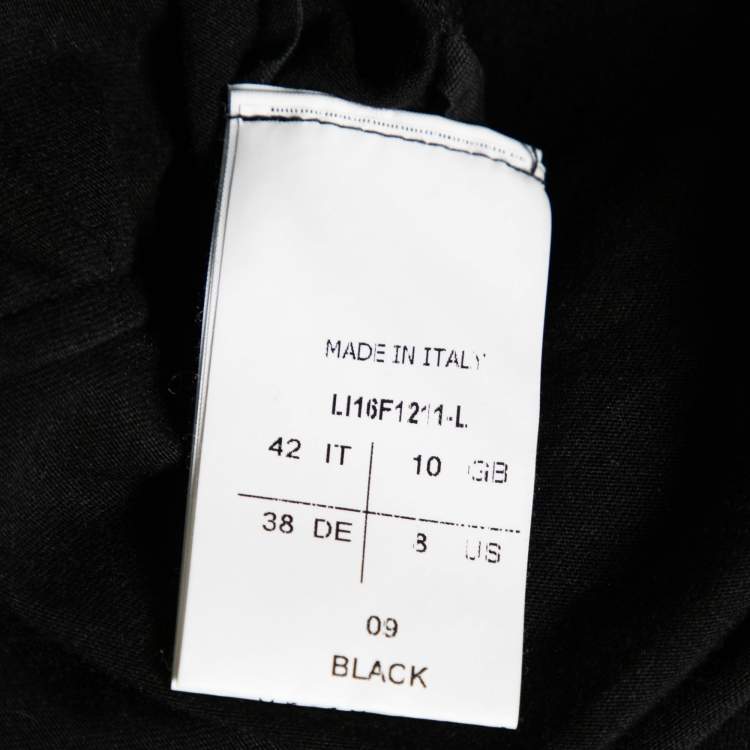 MADE IN ITALY
LI16F1211-L
42 IT 10 GB
38 DE 8 US
09
BLACK